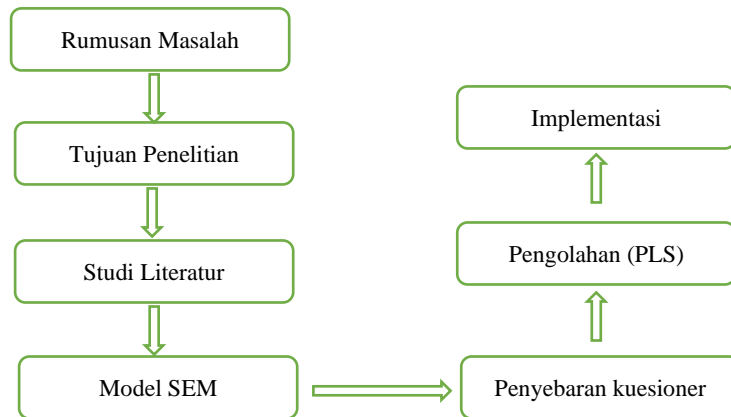 Rumusan Masalah
Tujuan Penelitian
Studi Literatur
Model SEM
Penyebaran kuesioner
Pengolahan (PLS)
Implementasi